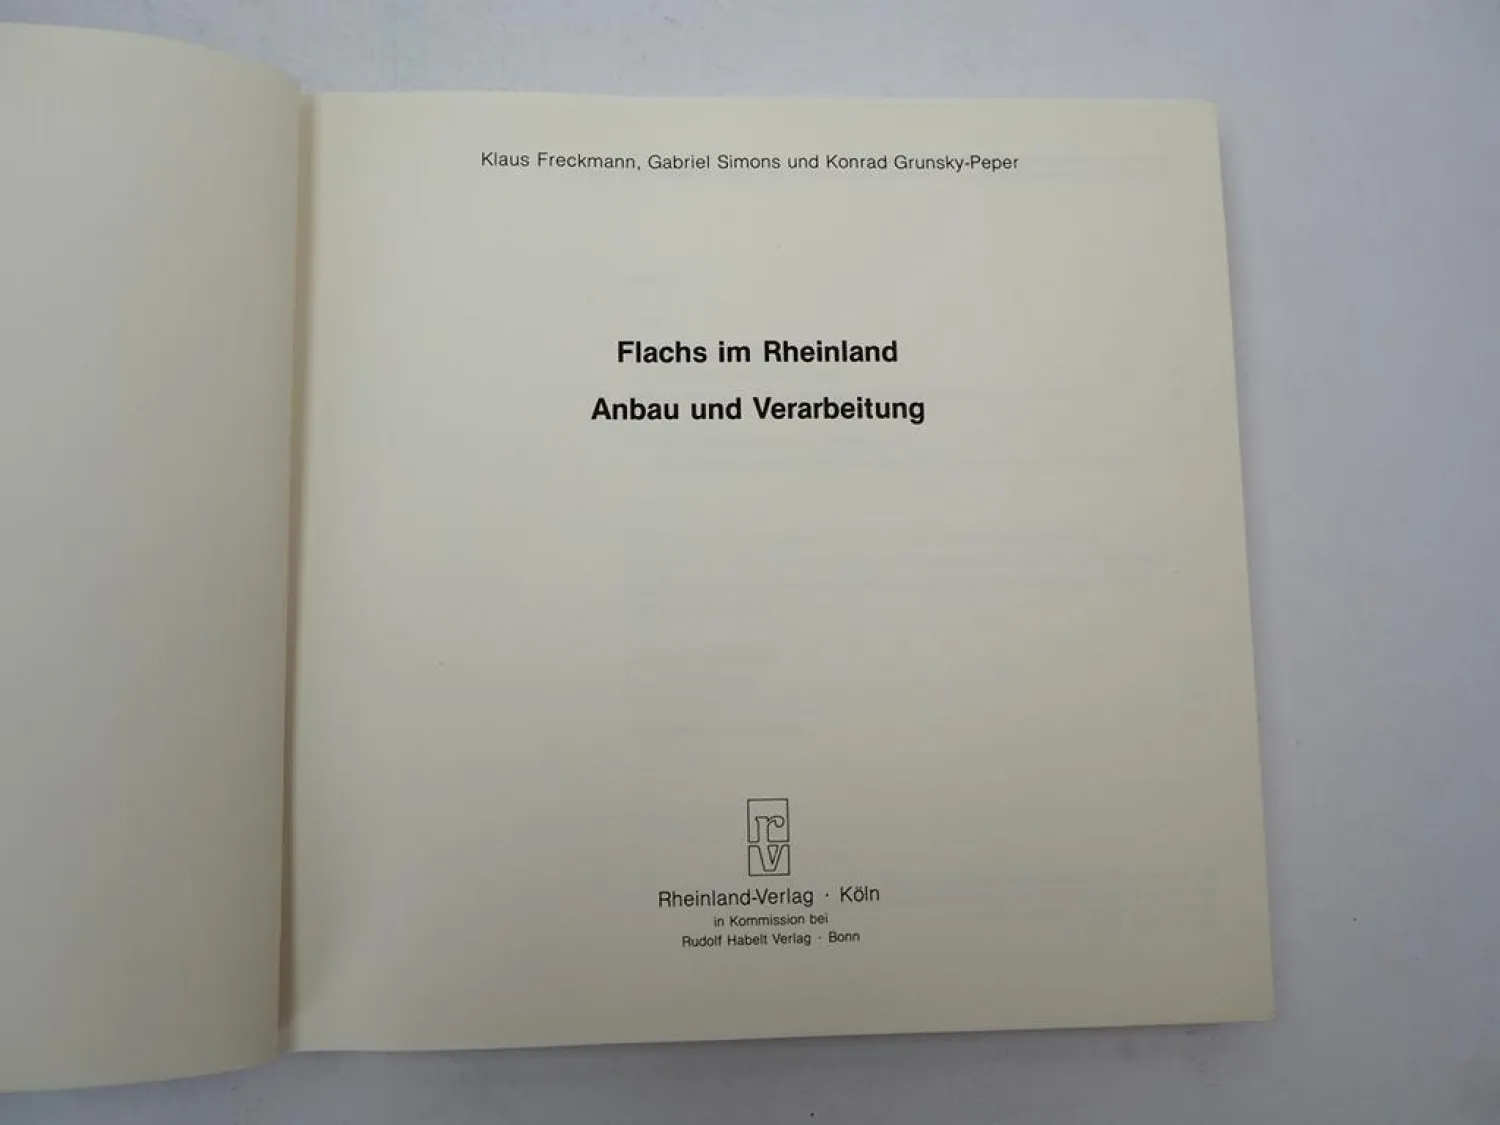 Klaus Freckmann, Gabriel Simons und Konrad Grunsky-Peper
Flachs im Rheinland
Anbau und Verarbeitung
r
v
Rheinland-Verlag · Köln
in Kommission bei
Rudolf Habelt Verlag · Bonn